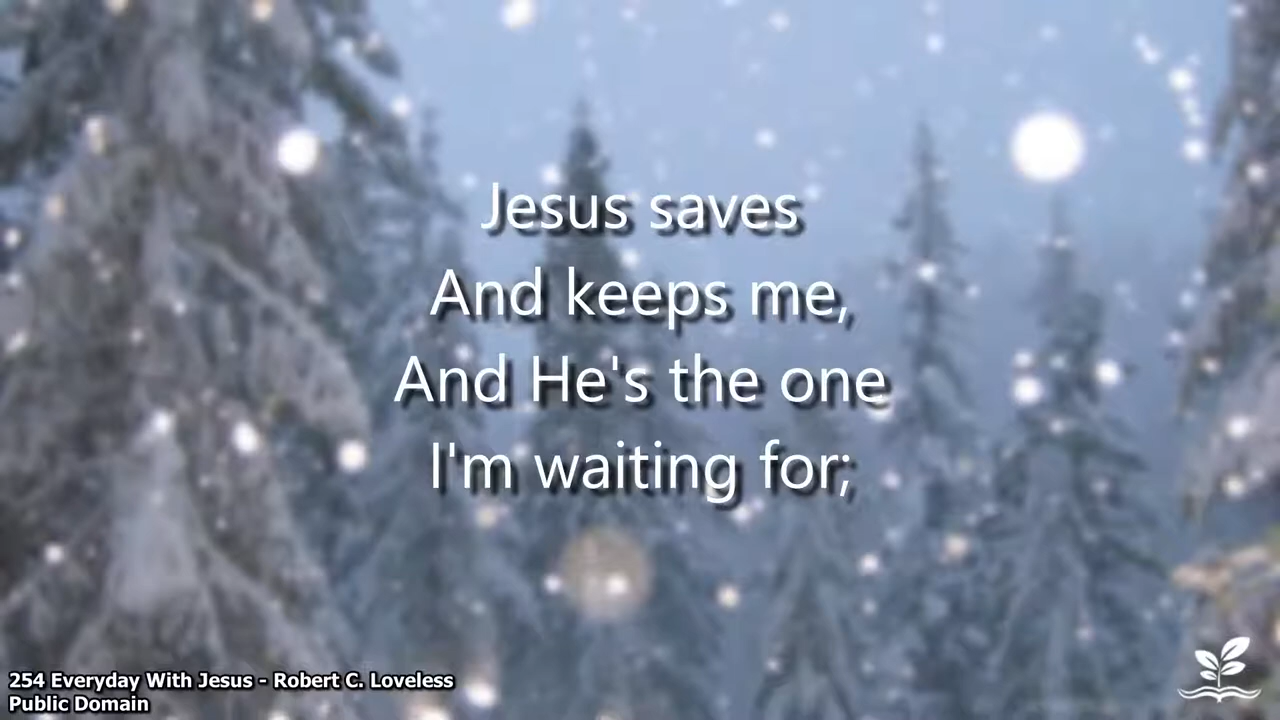 Jesus saves
And keeps me,
And He's the one
I'm waiting for;
254 Everyday With Jesus - Robert C. Loveless
Public Domain